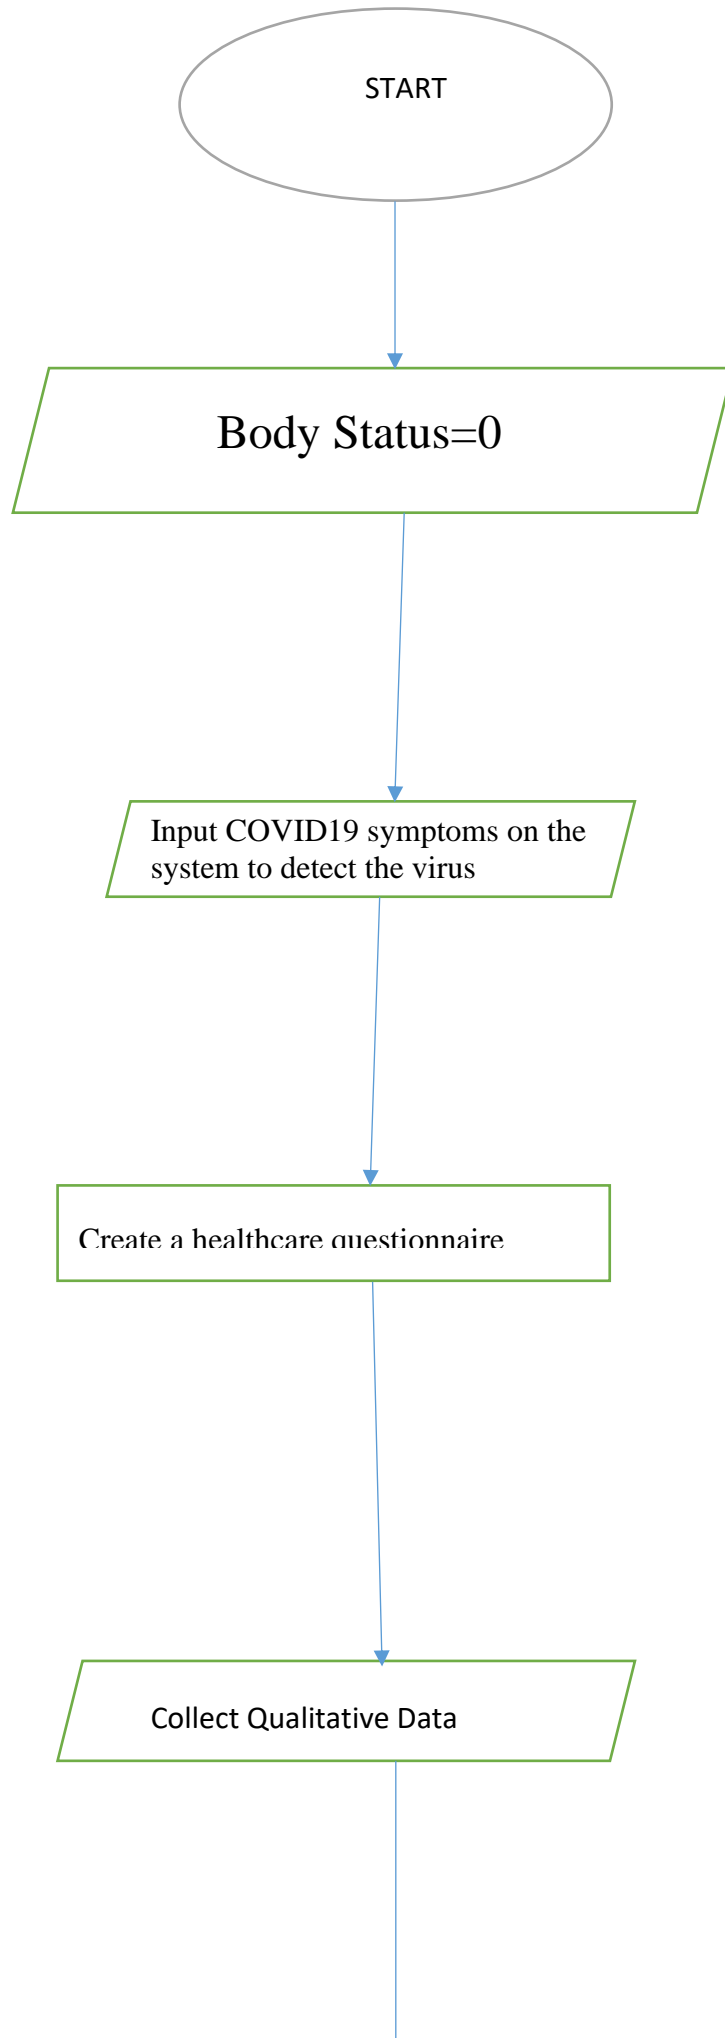 START
Body Status=0
Input COVID19 symptoms on the
system to detect the virus
Create a healthcare questionnaire
Collect Qualitative Data